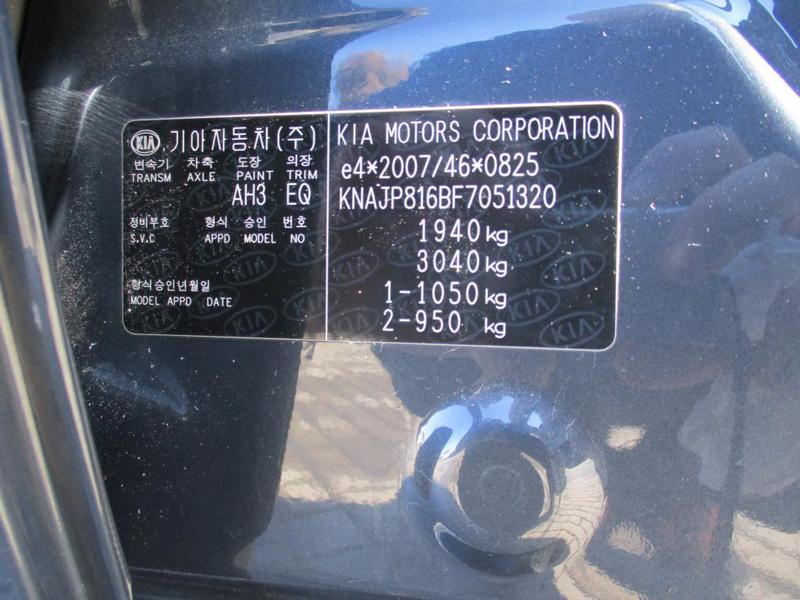 KIA 기아자동차(주)
변속기 차축 도장 의장
TRANSM AXLE PAINT TRIM
AH3 EQ
정비부호 형식 승인 번호
S.V.C APPD MODEL NO
형식승인년월일
MODEL APPD DATE
KIA MOTORS CORPORATION
e4*2007/46*0825
KNAJP816BF7051320
1940kg
3040kg
1-1050kg
2-950 kg